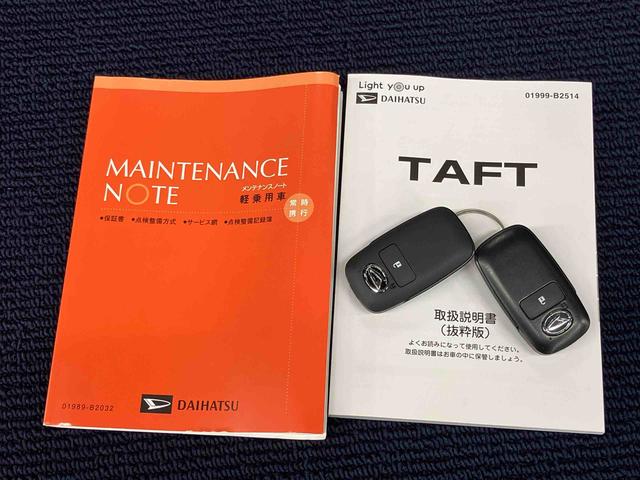 MAINTENANCE
NOTE
メンテナンスノート
軽乗用車
常時
携行
●保証書 ●点検整備方式 ●サービス網 ●点検整備記録簿
01989-B2032
DAIHATSU
Light you up
DAIHATSU
01999-B2514
TAFT
取扱説明書
（抜粋版）
よくお読みになって使用してください。
取扱説明書はお車の中に保管しましょう。